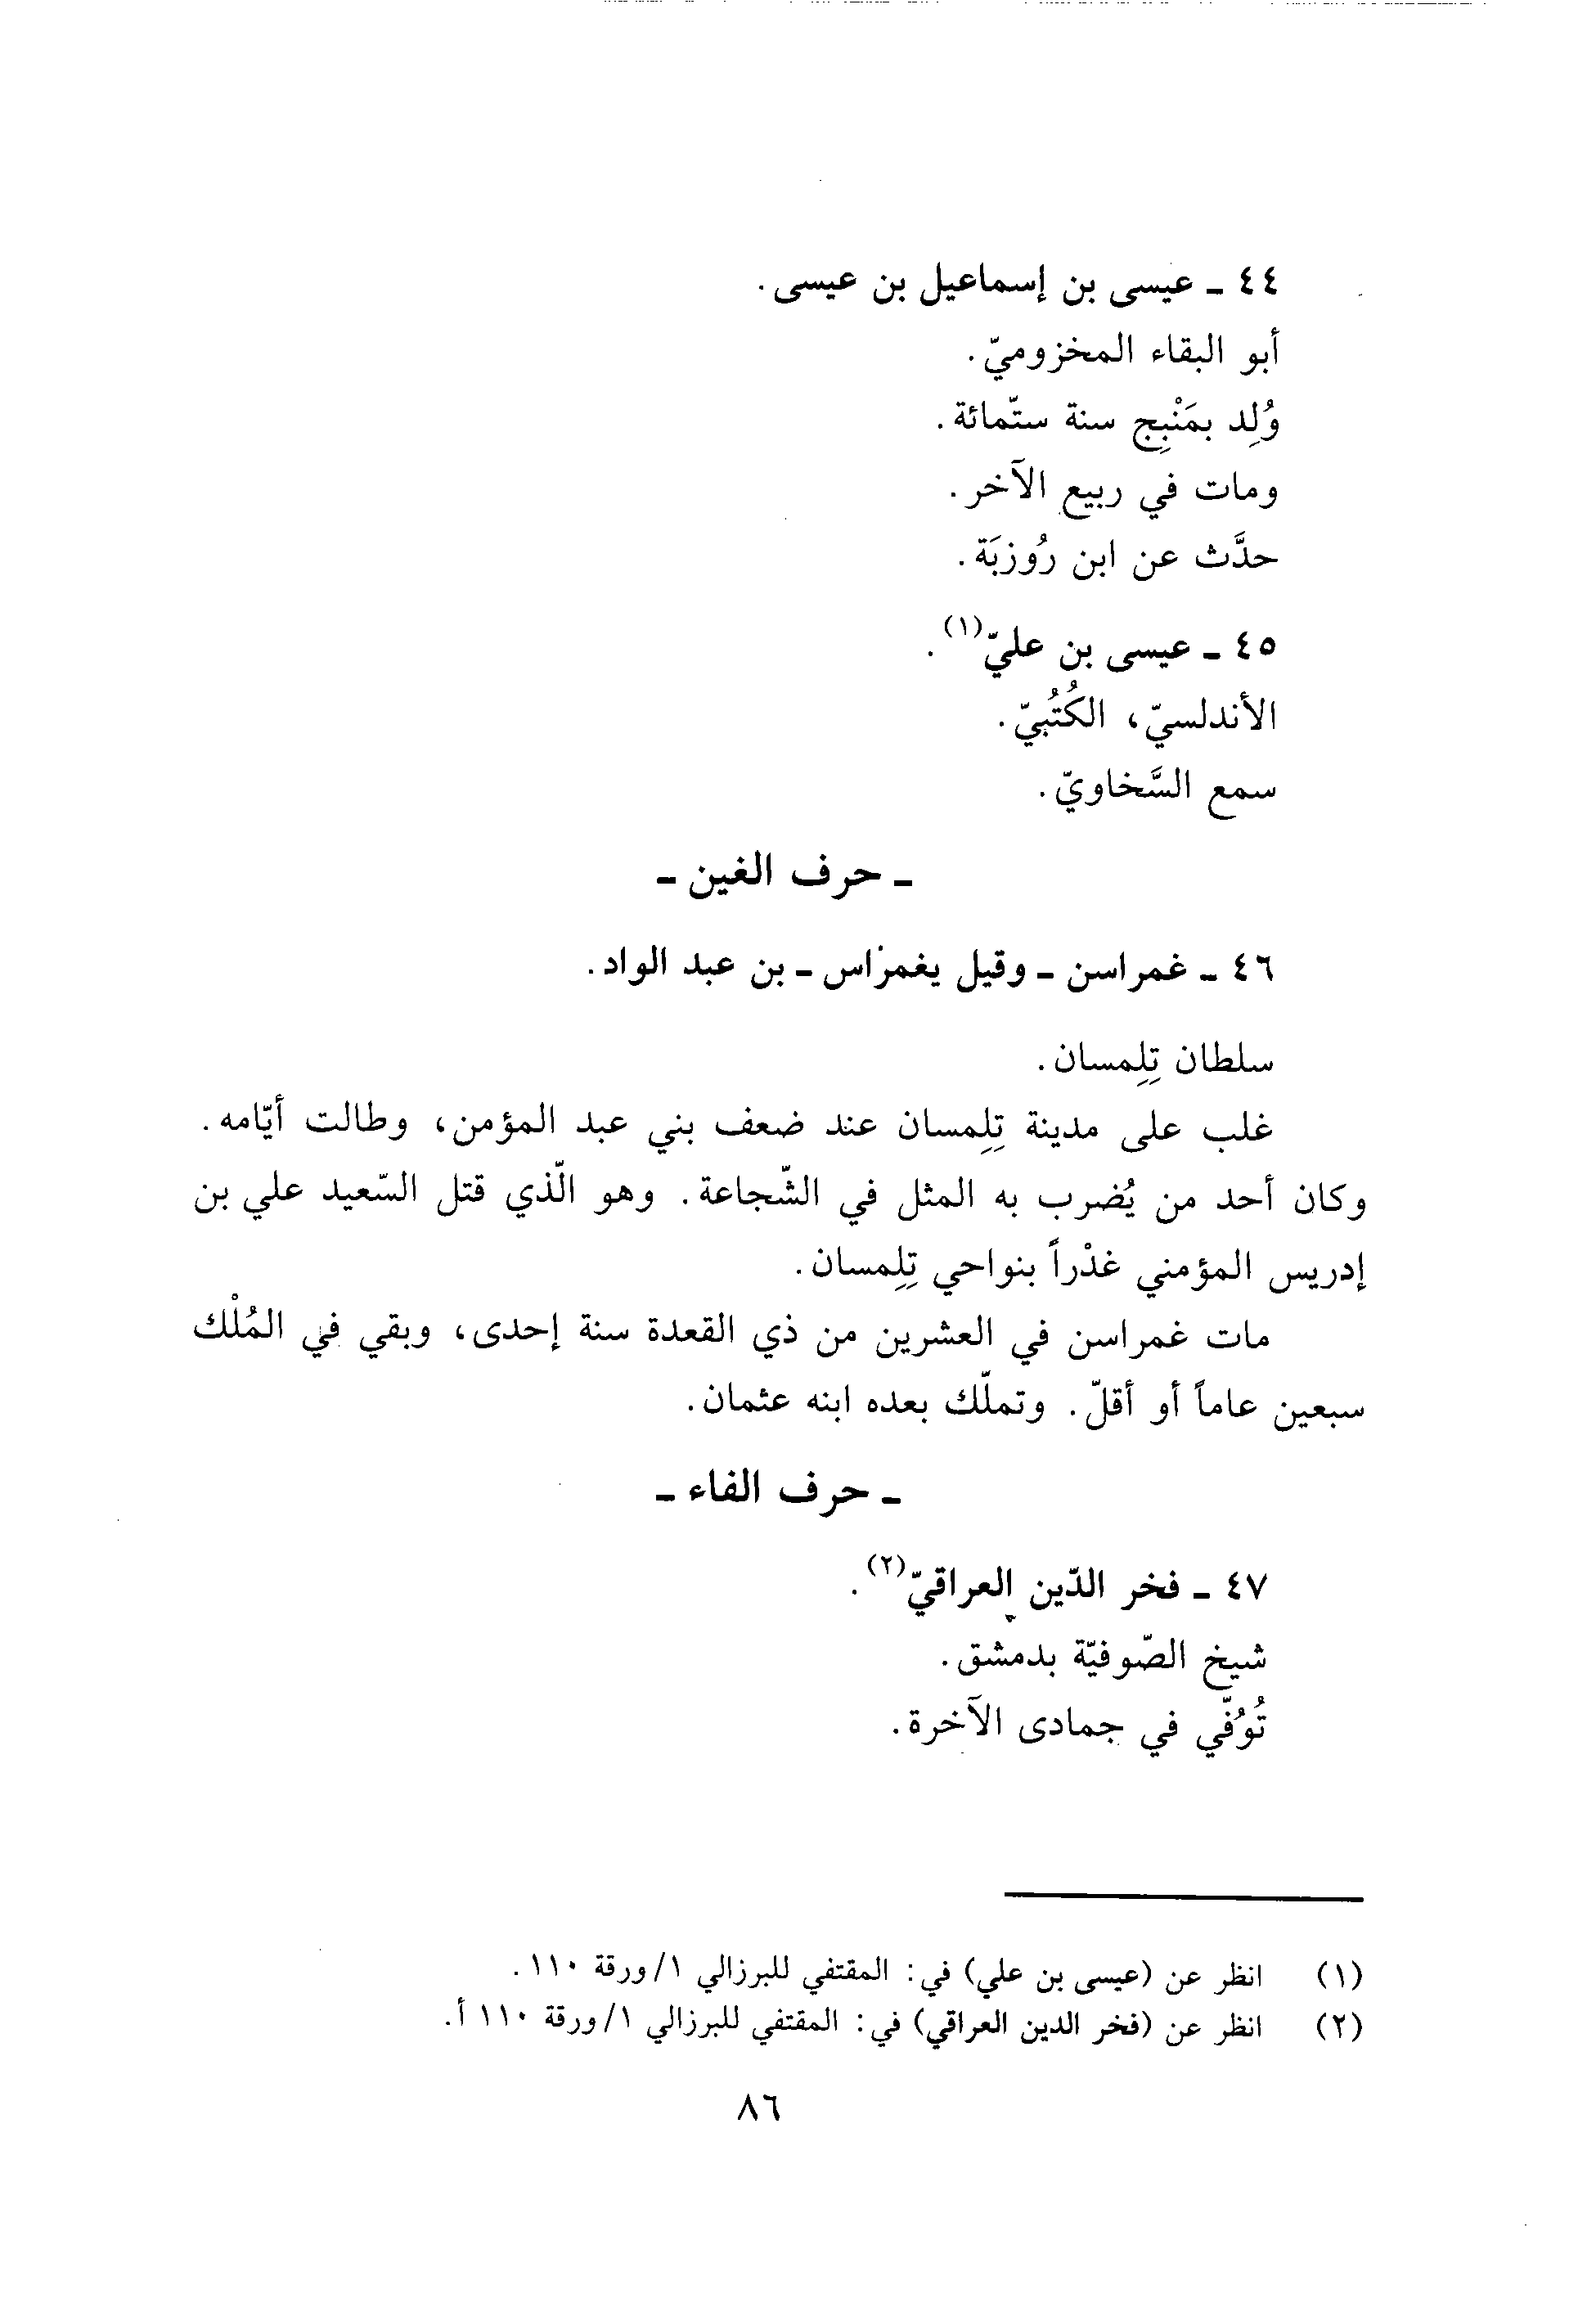 ٤٤ ـ عيسى بن إسماعيل بن عيسى.
أبو البقاء المخزوميّ.
وُلِد بمَنْبِج سنة ستّمائة.
ومات في ربيع الآخر.
حدَّث عن ابن رُوزبَة.
٤٥ ـ عيسى بن عليّ(١).
الأندلسيّ، الكُتُبيّ.
سمع السَّخاويّ.
ـ حرف الغين ـ
٤٦ ـ غمراسن ـ وقيل يغمزاس ـ بن عبد الواد.
سلطان تِلِمسان.
غلب على مدينة تِلِمسان عند ضعف بني عبد المؤمن، وطالت أيّامه.
وكان أحد من يُضرب به المثل في الشّجاعة. وهو الّذي قتل السّعيد علي بن
إدريس المؤمني غدْراً بنواحي تِلِمسان.
مات غمراسن في العشرين من ذي القعدة سنة إحدى، وبقي في المُلْك
سبعين عاماً أو أقلّ. وتملّك بعده ابنه عثمان.
ـ حرف الفاء ـ
٤٧ ـ فخر الدّين العراقيّ(٢).
شيخ الصّوفيّة بدمشق.
تُوُفّي في جمادى الآخرة.
(١) انظر عن (عيسى بن علي) في: المقتفي للبرزالي ١/ورقة ١١٠.
(٢) انظر عن (فخر الدين العراقي) في: المقتفي للبرزالي ١/ورقة ١١٠ أ.
٨٦